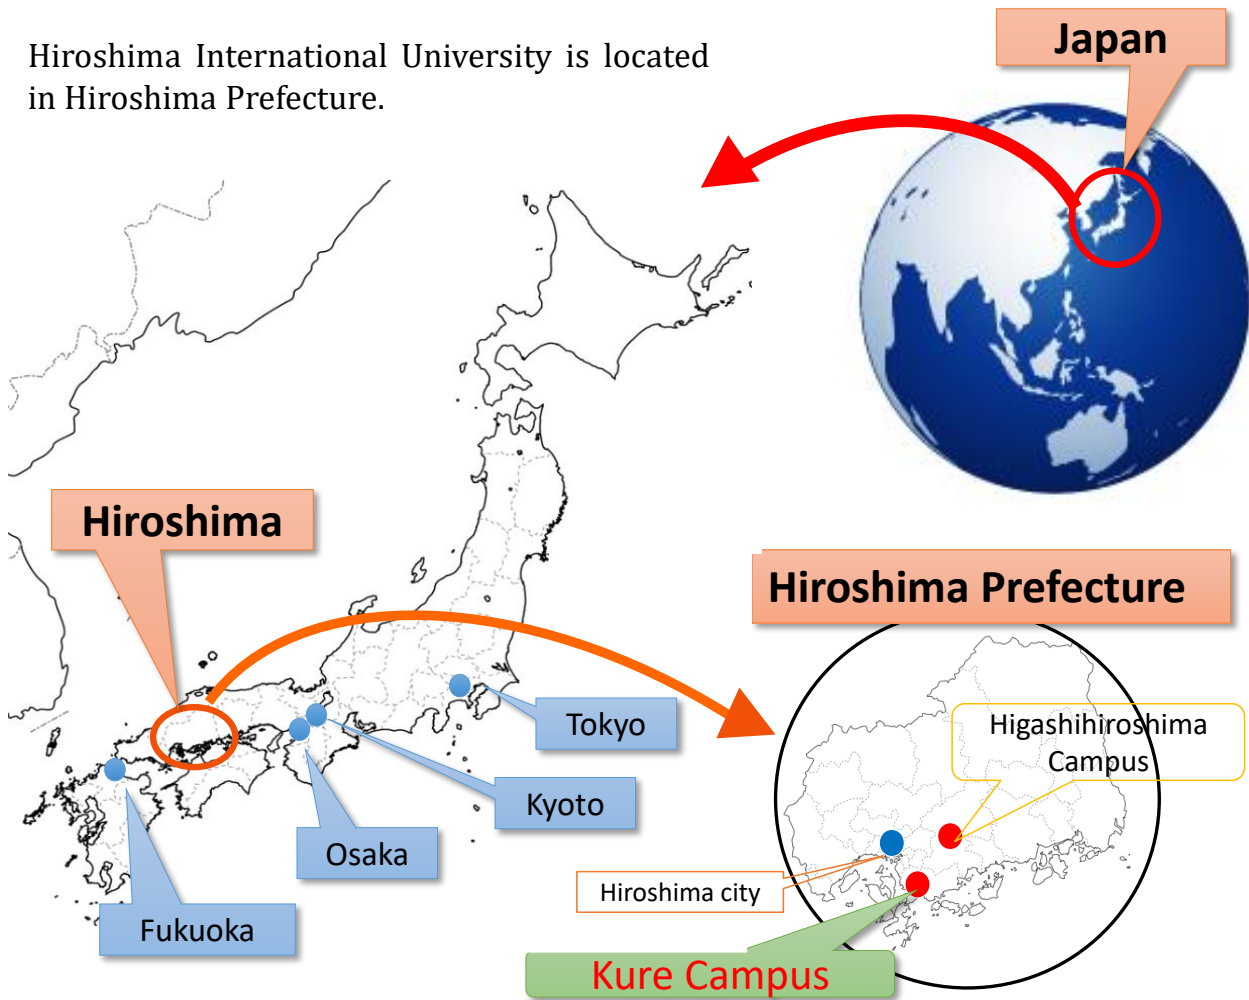 Hiroshima International University is located
in Hiroshima Prefecture.
Japan
Hiroshima
Hiroshima Prefecture
Tokyo
Higashihiroshima
Campus
Kyoto
Osaka
Hiroshima city
Fukuoka
Kure Campus